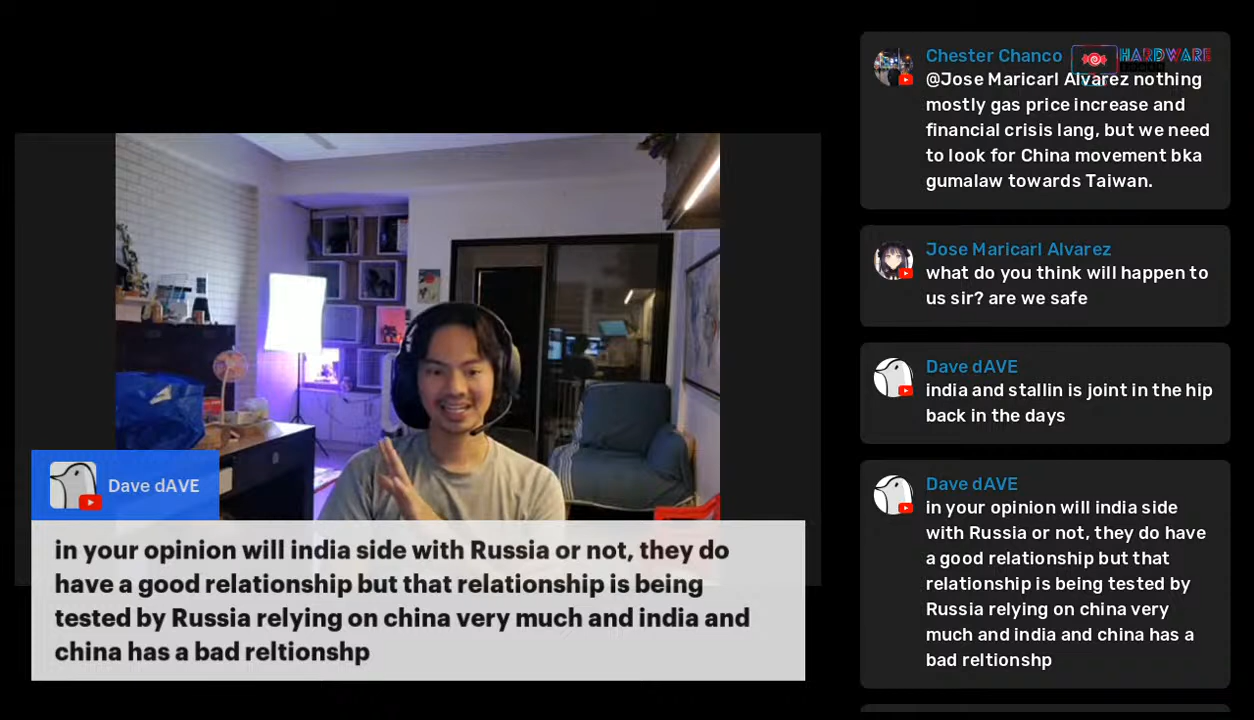 Dave dAVE
in your opinion will india side with Russia or not, they do
have a good relationship but that relationship is being
tested by Russia relying on china very much and india and
china has a bad reltionshp
Chester Chanco
HARDWARE
@Jose Maricarl Alvarez nothing
mostly gas price increase and
financial crisis lang, but we need
to look for China movement bka
gumalaw towards Taiwan.
Jose Maricarl Alvarez
what do you think will happen to
us sir? are we safe
Dave dAVE
india and stallin is joint in the hip
back in the days
Dave dAVE
in your opinion will india side
with Russia or not, they do have
a good relationship but that
relationship is being tested by
Russia relying on china very
much and india and china has a
bad reltionshp